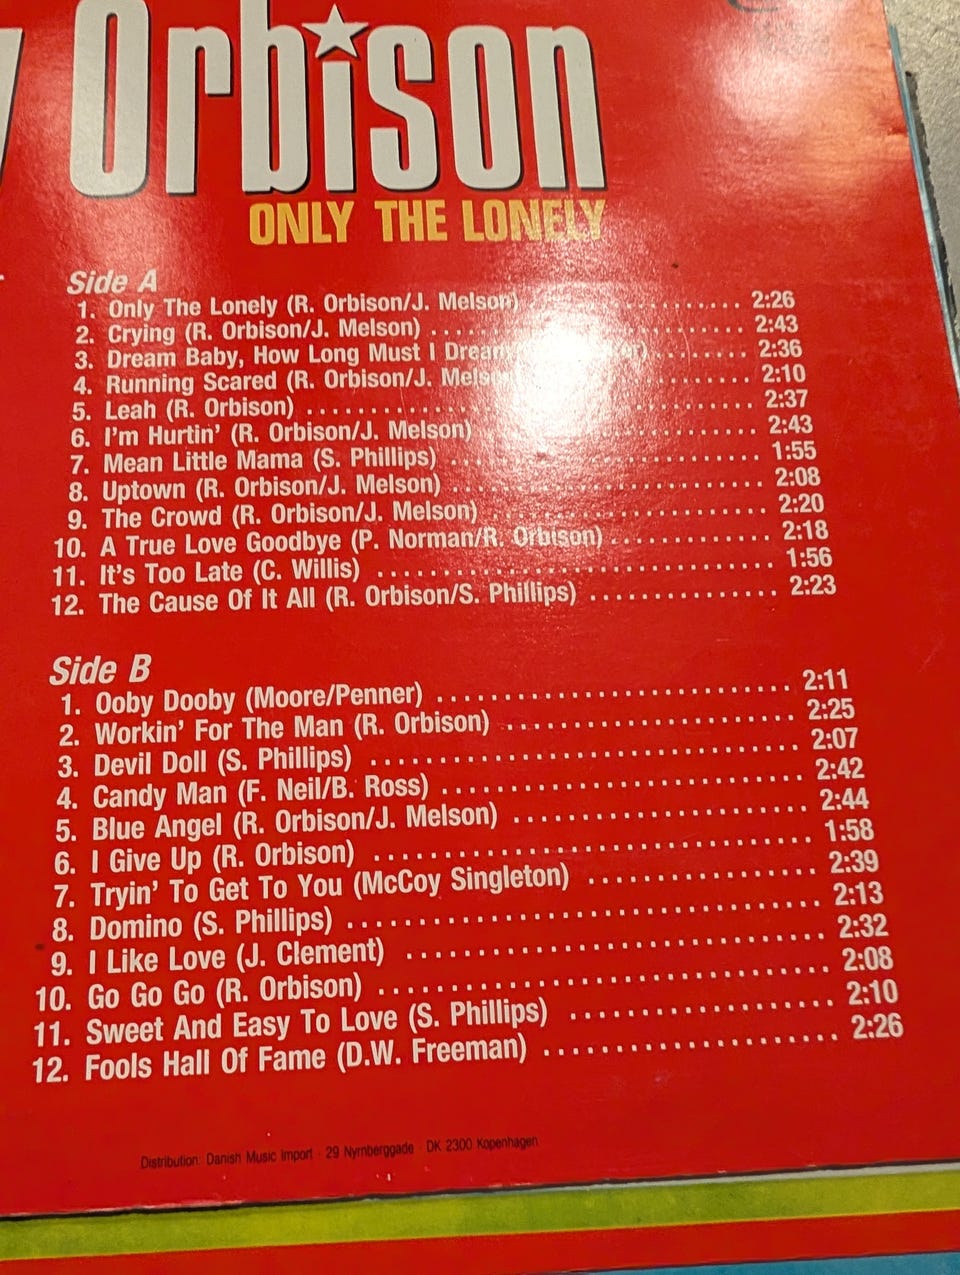 Orbison
ONLY THE LONELY
Side A
1. Only The Lonely (R. Orbison/J. Melson) .......... 2:26
2. Crying (R. Orbison/J. Melson) .......... 2:43
3. Dream Baby, How Long Must I Dream .......... 2:36
4. Running Scared (R. Orbison/J. Melson .......... 2:10
5. Leah (R. Orbison) .......... 2:37
6. I'm Hurtin' (R. Orbison/J. Melson) .......... 2:43
7. Mean Little Mama (S. Phillips) .......... 1:55
8. Uptown (R. Orbison/J. Melson) .......... 2:08
9. The Crowd (R. Orbison/J. Melson) .......... 2:20
10. A True Love Goodbye (P. Norman/R. Orbison) .......... 2:18
11. It's Too Late (C. Willis) .......... 1:56
12. The Cause Of It All (R. Orbison/S. Phillips) .......... 2:23
Side B
1. Ooby Dooby (Moore/Penner) .......... 2:11
2. Workin' For The Man (R. Orbison) .......... 2:25
3. Devil Doll (S. Phillips) .......... 2:07
4. Candy Man (F. Neil/B. Ross) .......... 2:42
5. Blue Angel (R. Orbison/J. Melson) .......... 2:44
6. I Give Up (R. Orbison) .......... 1:58
7. Tryin' To Get To You (McCoy Singleton) .......... 2:39
8. Domino (S. Phillips) .......... 2:13
9. I Like Love (J. Clement) .......... 2:32
10. Go Go Go (R. Orbison) .......... 2:08
11. Sweet And Easy To Love (S. Phillips) .......... 2:10
12. Fools Hall Of Fame (D.W. Freeman) .......... 2:26
Distribution: Danish Music Import · 29 Nyrnberggade · DK 2300 Kopenhagen